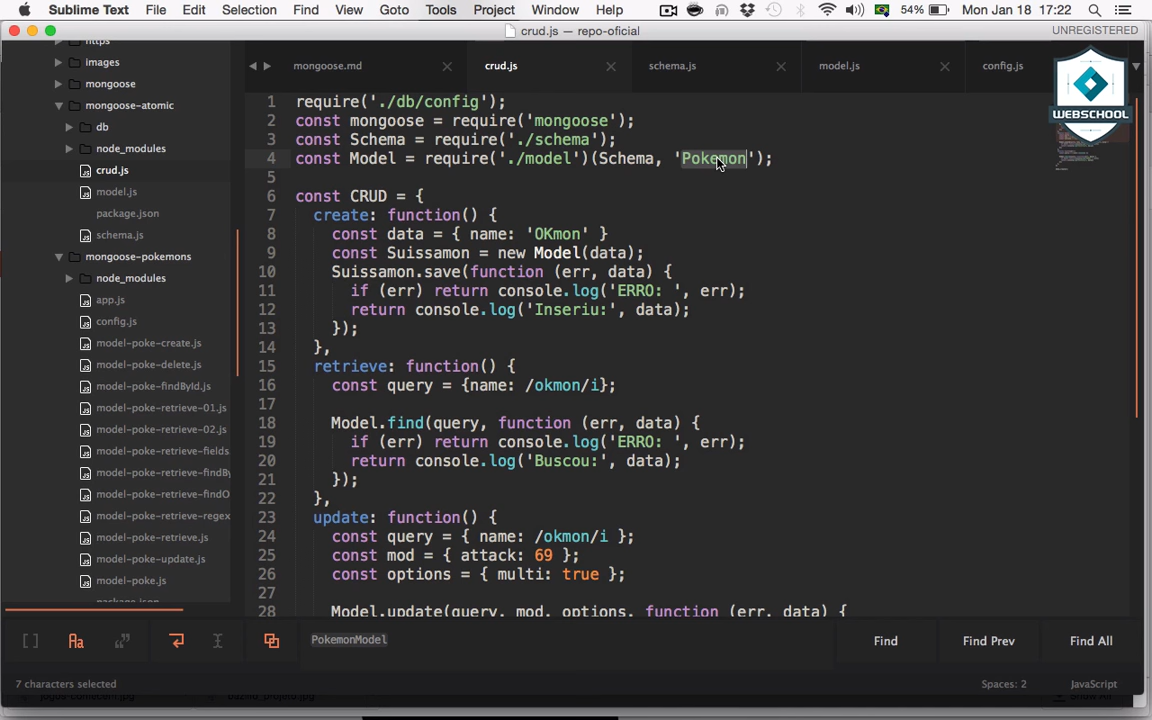 Sublime Text File Edit Selection Find View Goto Tools Project Window Help 54% Mon Jan 18 17:22
crud.js — repo-oficial UNREGISTERED
https
images
mongoose
mongoose-atomic
db
node_modules
crud.js
model.js
package.json
schema.js
mongoose-pokemons
node_modules
app.js
config.js
model-poke-create.js
model-poke-delete.js
model-poke-findById.js
model-poke-retrieve-01.js
model-poke-retrieve-02.js
model-poke-retrieve-fields
model-poke-retrieve-findBy
model-poke-retrieve-findO
model-poke-retrieve-regex
model-poke-retrieve.js
model-poke-update.js
model-poke.js
package.json
mongoose.md crud.js schema.js model.js config.js
WEBSCHOOL
1 require('./db/config');
2 const mongoose = require('mongoose');
3 const Schema = require('./schema');
4 const Model = require('./model')(Schema, 'Pokemon');
5
6 const CRUD = {
7 create: function() {
8 const data = { name: 'OKmon' }
9 const Suissamon = new Model(data);
10 Suissamon.save(function (err, data) {
11 if (err) return console.log('ERRO: ', err);
12 return console.log('Inseriu:', data);
13 });
14 },
15 retrieve: function() {
16 const query = {name: /okmon/i};
17
18 Model.find(query, function (err, data) {
19 if (err) return console.log('ERRO: ', err);
20 return console.log('Buscou:', data);
21 });
22 },
23 update: function() {
24 const query = { name: /okmon/i };
25 const mod = { attack: 69 };
26 const options = { multi: true };
27
28 Model.update(query, mod, options, function (err, data) {
PokemonModel Find Find Prev Find All
7 characters selected Spaces: 2 JavaScript